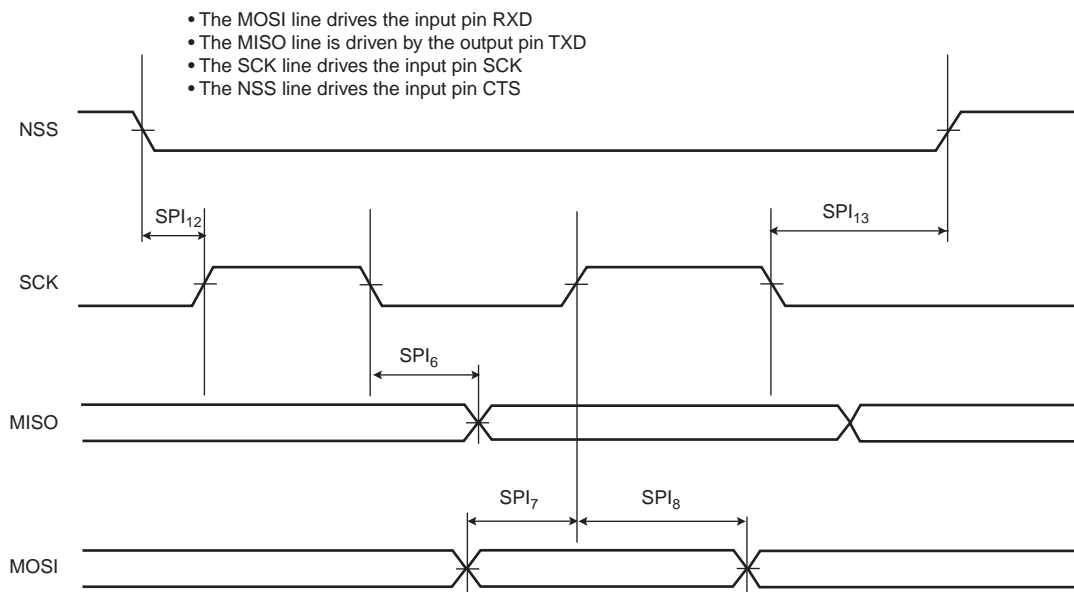 • The MOSI line drives the input pin RXD
• The MISO line is driven by the output pin TXD
• The SCK line drives the input pin SCK
• The NSS line drives the input pin CTS
NSS
SPI12
SPI13
SCK
SPI6
MISO
SPI7
SPI8
MOSI